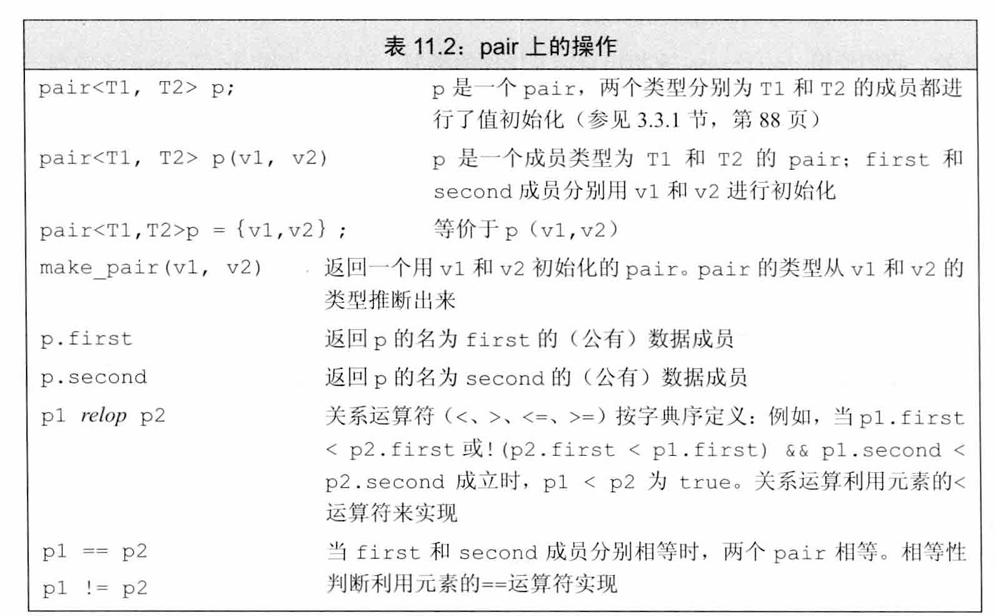 表 11.2：pair 上的操作
pair<T1, T2> p; p 是一个 pair，两个类型分别为 T1 和 T2 的成员都进
行了值初始化（参见 3.3.1 节，第 88 页）
pair<T1, T2> p(v1, v2) p 是一个成员类型为 T1 和 T2 的 pair；first 和
second 成员分别用 v1 和 v2 进行初始化
pair<T1,T2>p = {v1,v2} ; 等价于 p（v1,v2）
make_pair(v1, v2) 返回一个用 v1 和 v2 初始化的 pair。pair 的类型从 v1 和 v2 的
类型推断出来
p.first 返回 p 的名为 first 的（公有）数据成员
p.second 返回 p 的名为 second 的（公有）数据成员
p1 relop p2 关系运算符（<、>、<=、>=）按字典序定义：例如，当 p1.first
< p2.first 或!(p2.first < p1.first) && p1.second <
p2.second 成立时，p1 < p2 为 true。关系运算利用元素的<
运算符来实现
p1 == p2 当 first 和 second 成员分别相等时，两个 pair 相等。相等性
p1 != p2 判断利用元素的==运算符实现